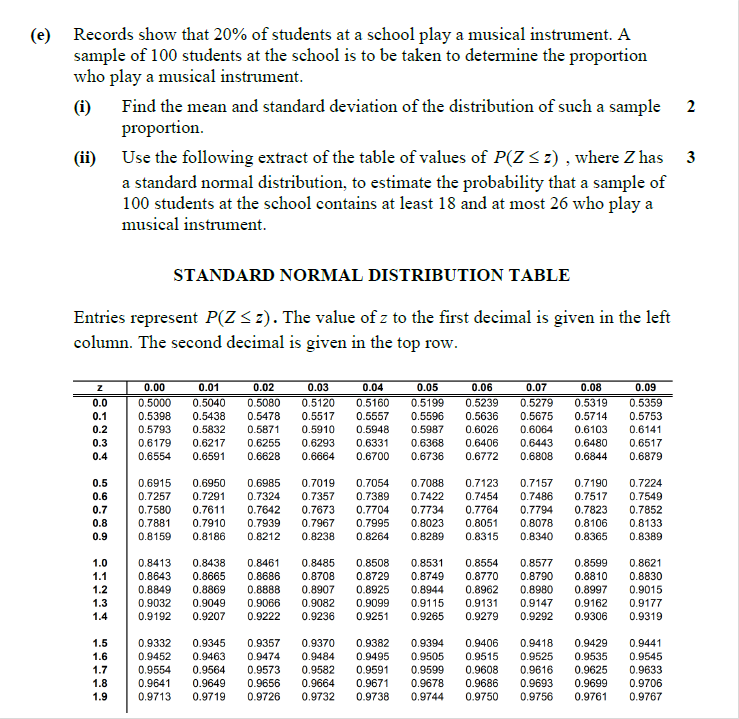 (e) Records show that 20% of students at a school play a musical instrument. A
sample of 100 students at the school is to be taken to determine the proportion
who play a musical instrument.
(i) Find the mean and standard deviation of the distribution of such a sample 2
proportion.
(ii) Use the following extract of the table of values of P(Z ≤ z) , where Z has 3
a standard normal distribution, to estimate the probability that a sample of
100 students at the school contains at least 18 and at most 26 who play a
musical instrument.
STANDARD NORMAL DISTRIBUTION TABLE
Entries represent P(Z ≤ z). The value of z to the first decimal is given in the left
column. The second decimal is given in the top row.
z 0.00 0.01 0.02 0.03 0.04 0.05 0.06 0.07 0.08 0.09
0.0 0.5000 0.5040 0.5080 0.5120 0.5160 0.5199 0.5239 0.5279 0.5319 0.5359
0.1 0.5398 0.5438 0.5478 0.5517 0.5557 0.5596 0.5636 0.5675 0.5714 0.5753
0.2 0.5793 0.5832 0.5871 0.5910 0.5948 0.5987 0.6026 0.6064 0.6103 0.6141
0.3 0.6179 0.6217 0.6255 0.6293 0.6331 0.6368 0.6406 0.6443 0.6480 0.6517
0.4 0.6554 0.6591 0.6628 0.6664 0.6700 0.6736 0.6772 0.6808 0.6844 0.6879
0.5 0.6915 0.6950 0.6985 0.7019 0.7054 0.7088 0.7123 0.7157 0.7190 0.7224
0.6 0.7257 0.7291 0.7324 0.7357 0.7389 0.7422 0.7454 0.7486 0.7517 0.7549
0.7 0.7580 0.7611 0.7642 0.7673 0.7704 0.7734 0.7764 0.7794 0.7823 0.7852
0.8 0.7881 0.7910 0.7939 0.7967 0.7995 0.8023 0.8051 0.8078 0.8106 0.8133
0.9 0.8159 0.8186 0.8212 0.8238 0.8264 0.8289 0.8315 0.8340 0.8365 0.8389
1.0 0.8413 0.8438 0.8461 0.8485 0.8508 0.8531 0.8554 0.8577 0.8599 0.8621
1.1 0.8643 0.8665 0.8686 0.8708 0.8729 0.8749 0.8770 0.8790 0.8810 0.8830
1.2 0.8849 0.8869 0.8888 0.8907 0.8925 0.8944 0.8962 0.8980 0.8997 0.9015
1.3 0.9032 0.9049 0.9066 0.9082 0.9099 0.9115 0.9131 0.9147 0.9162 0.9177
1.4 0.9192 0.9207 0.9222 0.9236 0.9251 0.9265 0.9279 0.9292 0.9306 0.9319
1.5 0.9332 0.9345 0.9357 0.9370 0.9382 0.9394 0.9406 0.9418 0.9429 0.9441
1.6 0.9452 0.9463 0.9474 0.9484 0.9495 0.9505 0.9515 0.9525 0.9535 0.9545
1.7 0.9554 0.9564 0.9573 0.9582 0.9591 0.9599 0.9608 0.9616 0.9625 0.9633
1.8 0.9641 0.9649 0.9656 0.9664 0.9671 0.9678 0.9686 0.9693 0.9699 0.9706
1.9 0.9713 0.9719 0.9726 0.9732 0.9738 0.9744 0.9750 0.9756 0.9761 0.9767